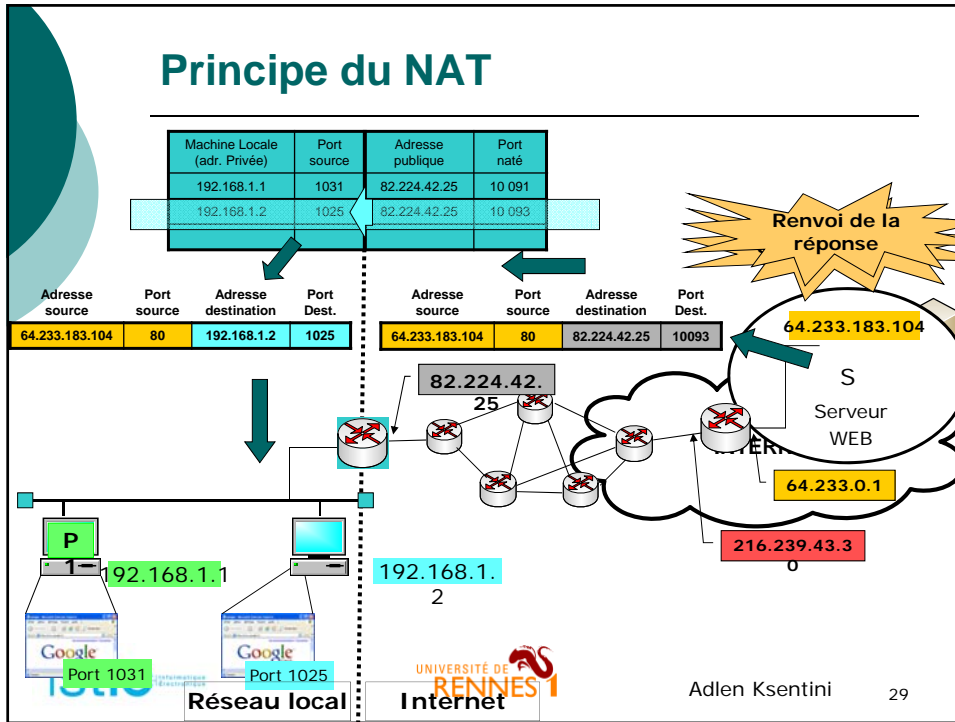 Principe du NAT
Machine Locale (adr. Privée) Port source Adresse publique Port naté
192.168.1.1 1031 82.224.42.25 10 091
192.168.1.2 1025 82.224.42.25 10 093
Renvoi de la
réponse
Adresse source Port source Adresse destination Port Dest.
64.233.183.104 80 192.168.1.2 1025
Adresse source Port source Adresse destination Port Dest.
64.233.183.104 80 82.224.42.25 10093
64.233.183.104
S
Serveur
WEB
82.224.42.
25
INTER
64.233.0.1
216.239.43.3
0
P
1
192.168.1.1
192.168.1.
2
Google
Google
Port 1031
Port 1025
Informatique
Réseau local
Internet
UNIVERSITÉ DE
RENNES 1
Adlen Ksentini
29